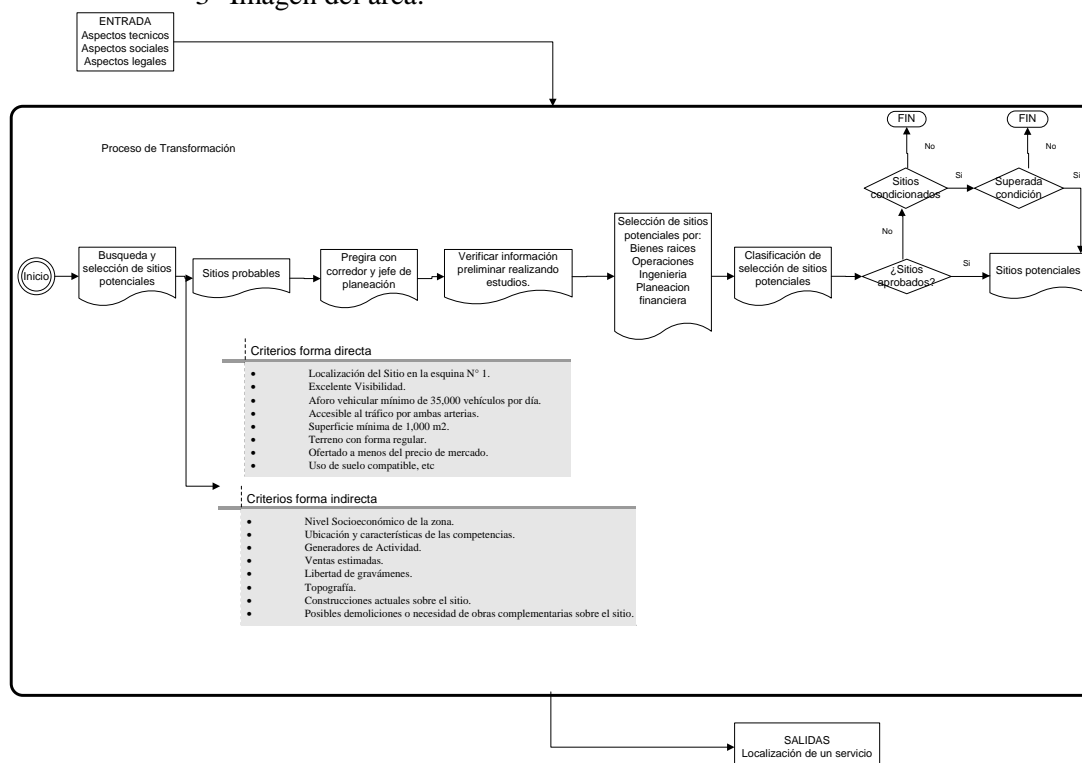 Imagen del área.
ENTRADA
Aspectos tecnicos
Aspectos sociales
Aspectos legales
Proceso de Transformación
FIN
FIN
No
No
Sitios
condicionados
Si
Superada
condición
Si
No
Inicio
Busqueda y
selección de sitios
potenciales
Sitios probables
Pregira con
corredor y jefe de
planeación
Verificar información
preliminar realizando
estudios.
Selección de sitios
potenciales por:
Bienes raices
Operaciones
Ingenieria
Planeacion
financiera
Clasificación de
selección de sitios
potenciales
¿Sitios
aprobados?
Si
Sitios potenciales
Criterios forma directa
• Localización del Sitio en la esquina N° 1.
• Excelente Visibilidad.
• Aforo vehicular mínimo de 35,000 vehículos por día.
• Accesible al tráfico por ambas arterias.
• Superficie mínima de 1,000 m2.
• Terreno con forma regular.
• Ofertado a menos del precio de mercado.
• Uso de suelo compatible, etc
Criterios forma indirecta
• Nivel Socioeconómico de la zona.
• Ubicación y características de las competencias.
• Generadores de Actividad.
• Ventas estimadas.
• Libertad de gravámenes.
• Topografía.
• Construcciones actuales sobre el sitio.
• Posibles demoliciones o necesidad de obras complementarias sobre el sitio.
SALIDAS
Localización de un servicio